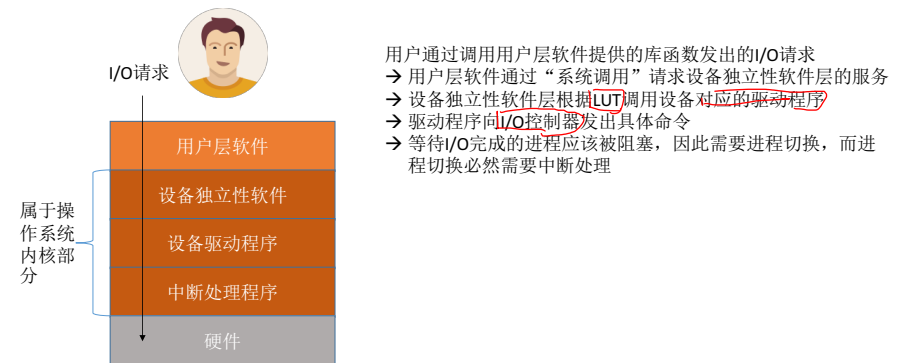 I/O请求
用户层软件
设备独立性软件
设备驱动程序
中断处理程序
硬件
属于操
作系统
内核部
分
用户通过调用用户层软件提供的库函数发出的I/O请求
→ 用户层软件通过“系统调用”请求设备独立性软件层的服务
→ 设备独立性软件层根据LUT调用设备对应的驱动程序
→ 驱动程序向I/O控制器发出具体命令
→ 等待I/O完成的进程应该被阻塞，因此需要进程切换，而进
程切换必然需要中断处理